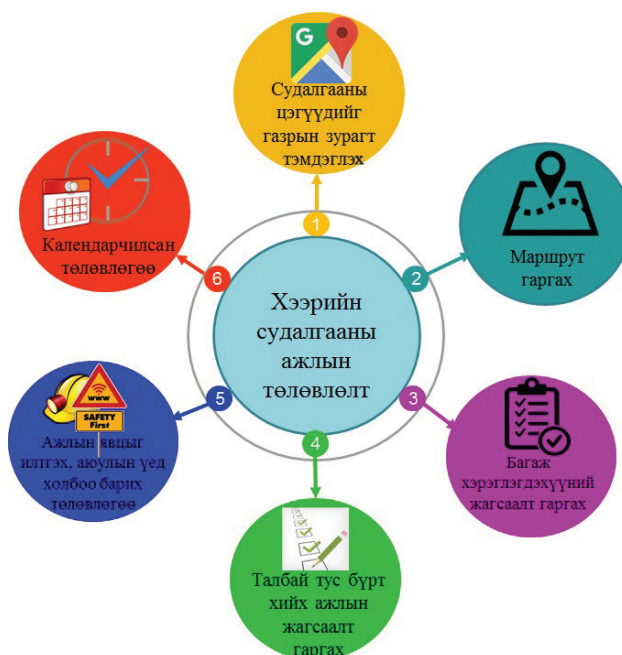 G
Судалгааны
цэгүүдийг
газрын зурагт
тэмдэглэх
1
Маршрут
гаргах
2
Багаж
хэрэглэгдэхүүний
жагсаалт гаргах
3
Талбай тус бүрт
хийх ажлын
жагсаалт
гаргах
4
www
SAFETY
First
Ажлын явцыг
илтгэх, аюулын үед
холбоо барих
төлөвлөгөө
5
Календарчилсан
төлөвлөгөө
6
Хээрийн
судалгааны
ажлын
төлөвлөлт